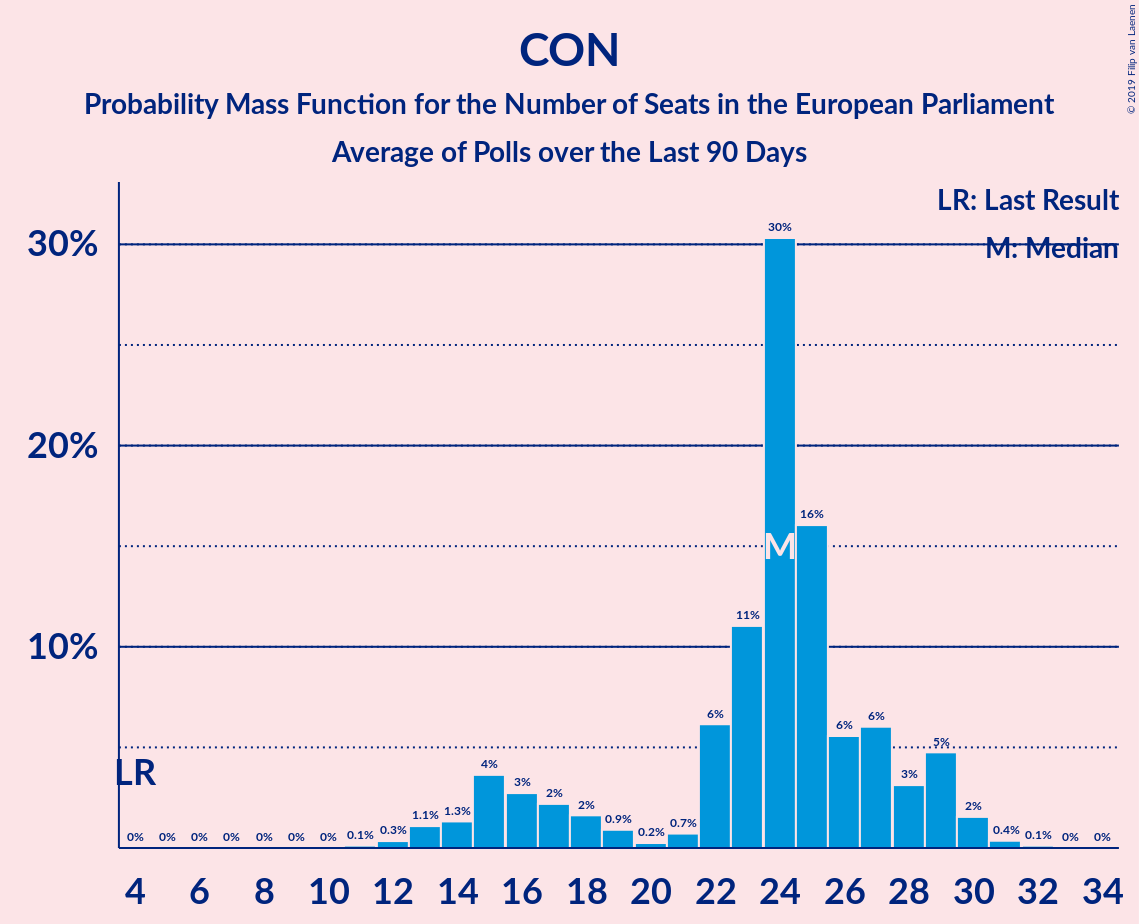 CON
Probability Mass Function for the Number of Seats in the European Parliament
Average of Polls over the Last 90 Days
© 2019 Filip van Laenen
LR: Last Result
M: Median
30%
20%
10%
LR
M
0% 0% 0% 0% 0% 0% 0% 0.1% 0.3% 1.1% 1.3% 4% 3% 2% 2% 0.9% 0.2% 0.7% 6% 11% 30% 16% 6% 6% 3% 5% 2% 0.4% 0.1% 0% 0%
4 6 8 10 12 14 16 18 20 22 24 26 28 30 32 34